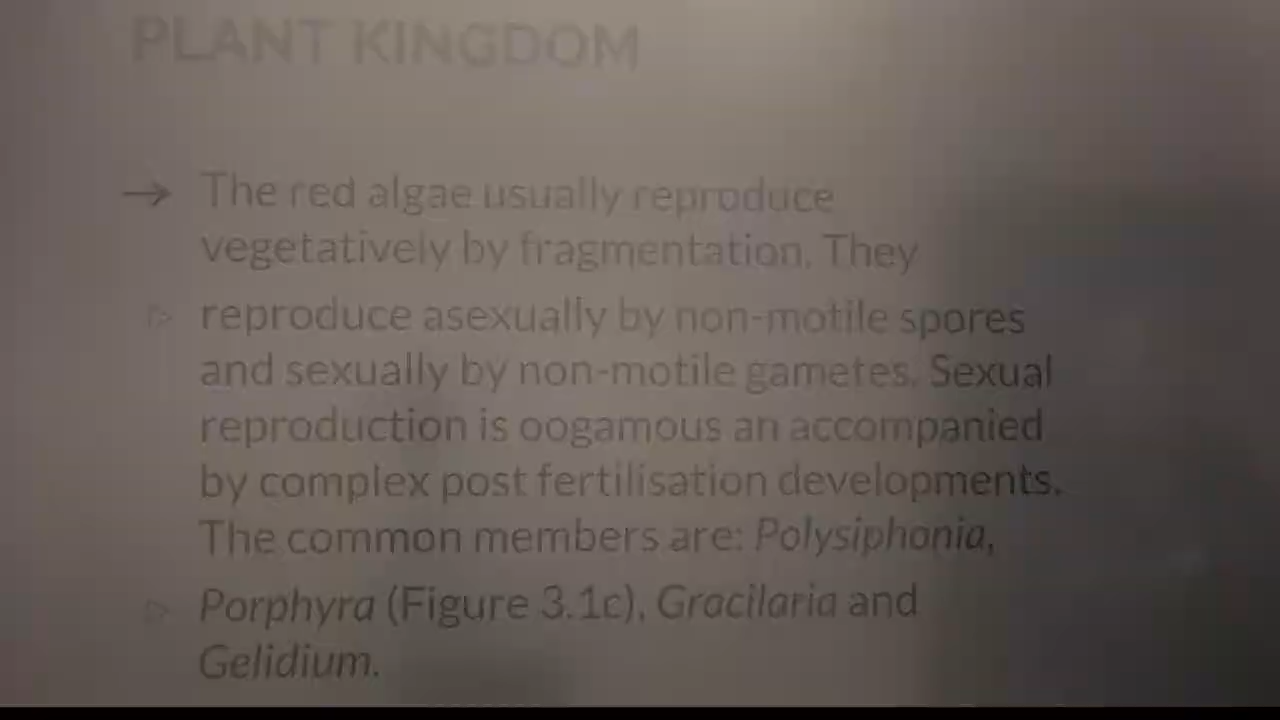 PLANT KINGDOM
→ The red algae usually reproduce
vegetatively by fragmentation. They
▷ reproduce asexually by non-motile spores
and sexually by non-motile gametes. Sexual
reproduction is oogamous an accompanied
by complex post fertilisation developments.
The common members are: Polysiphonia,
▷ Porphyra (Figure 3.1c), Gracilaria and
Gelidium.